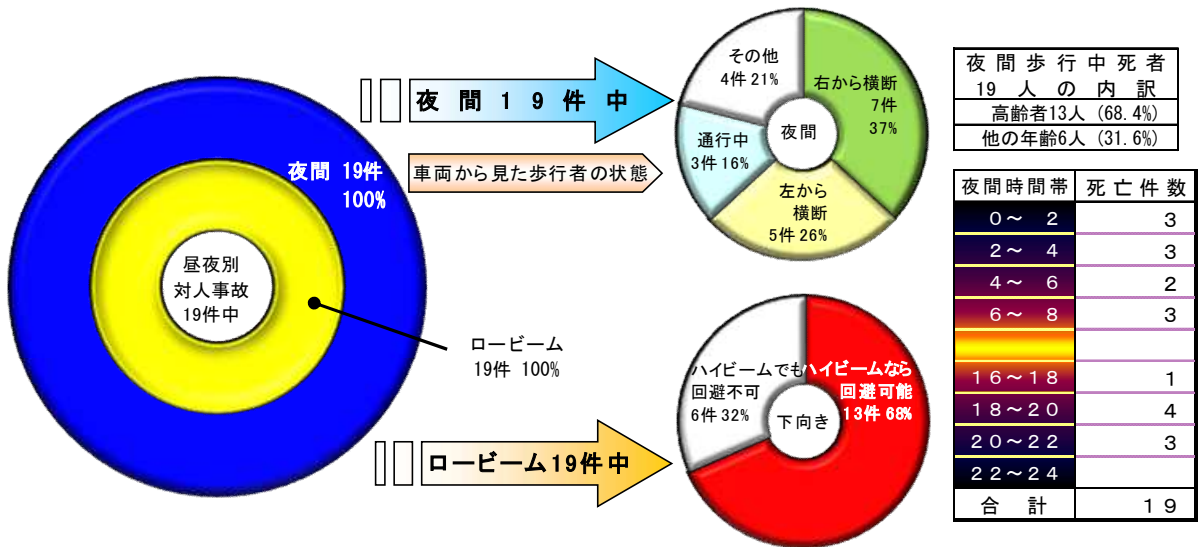 夜間 19件
100%
昼夜別
対人事故
19件中
ロービーム
19件 100%
夜間19件中
車両から見た歩行者の状態
ロービーム19件中
その他
4件 21%
右から横断
7件
37%
通行中
3件 16%
夜間
左から
横断
5件 26%
ハイビームでも
回避不可
6件 32%
ハイビームなら
回避可能
13件 68%
下向き
夜間歩行中死者
19人の内訳
高齢者13人 (68.4%)
他の年齢6人 (31.6%)
夜間時間帯 死亡件数
0～ 2 3
2～ 4 3
4～ 6 2
6～ 8 3
16～18 1
18～20 4
20～22 3
22～24
合 計 19